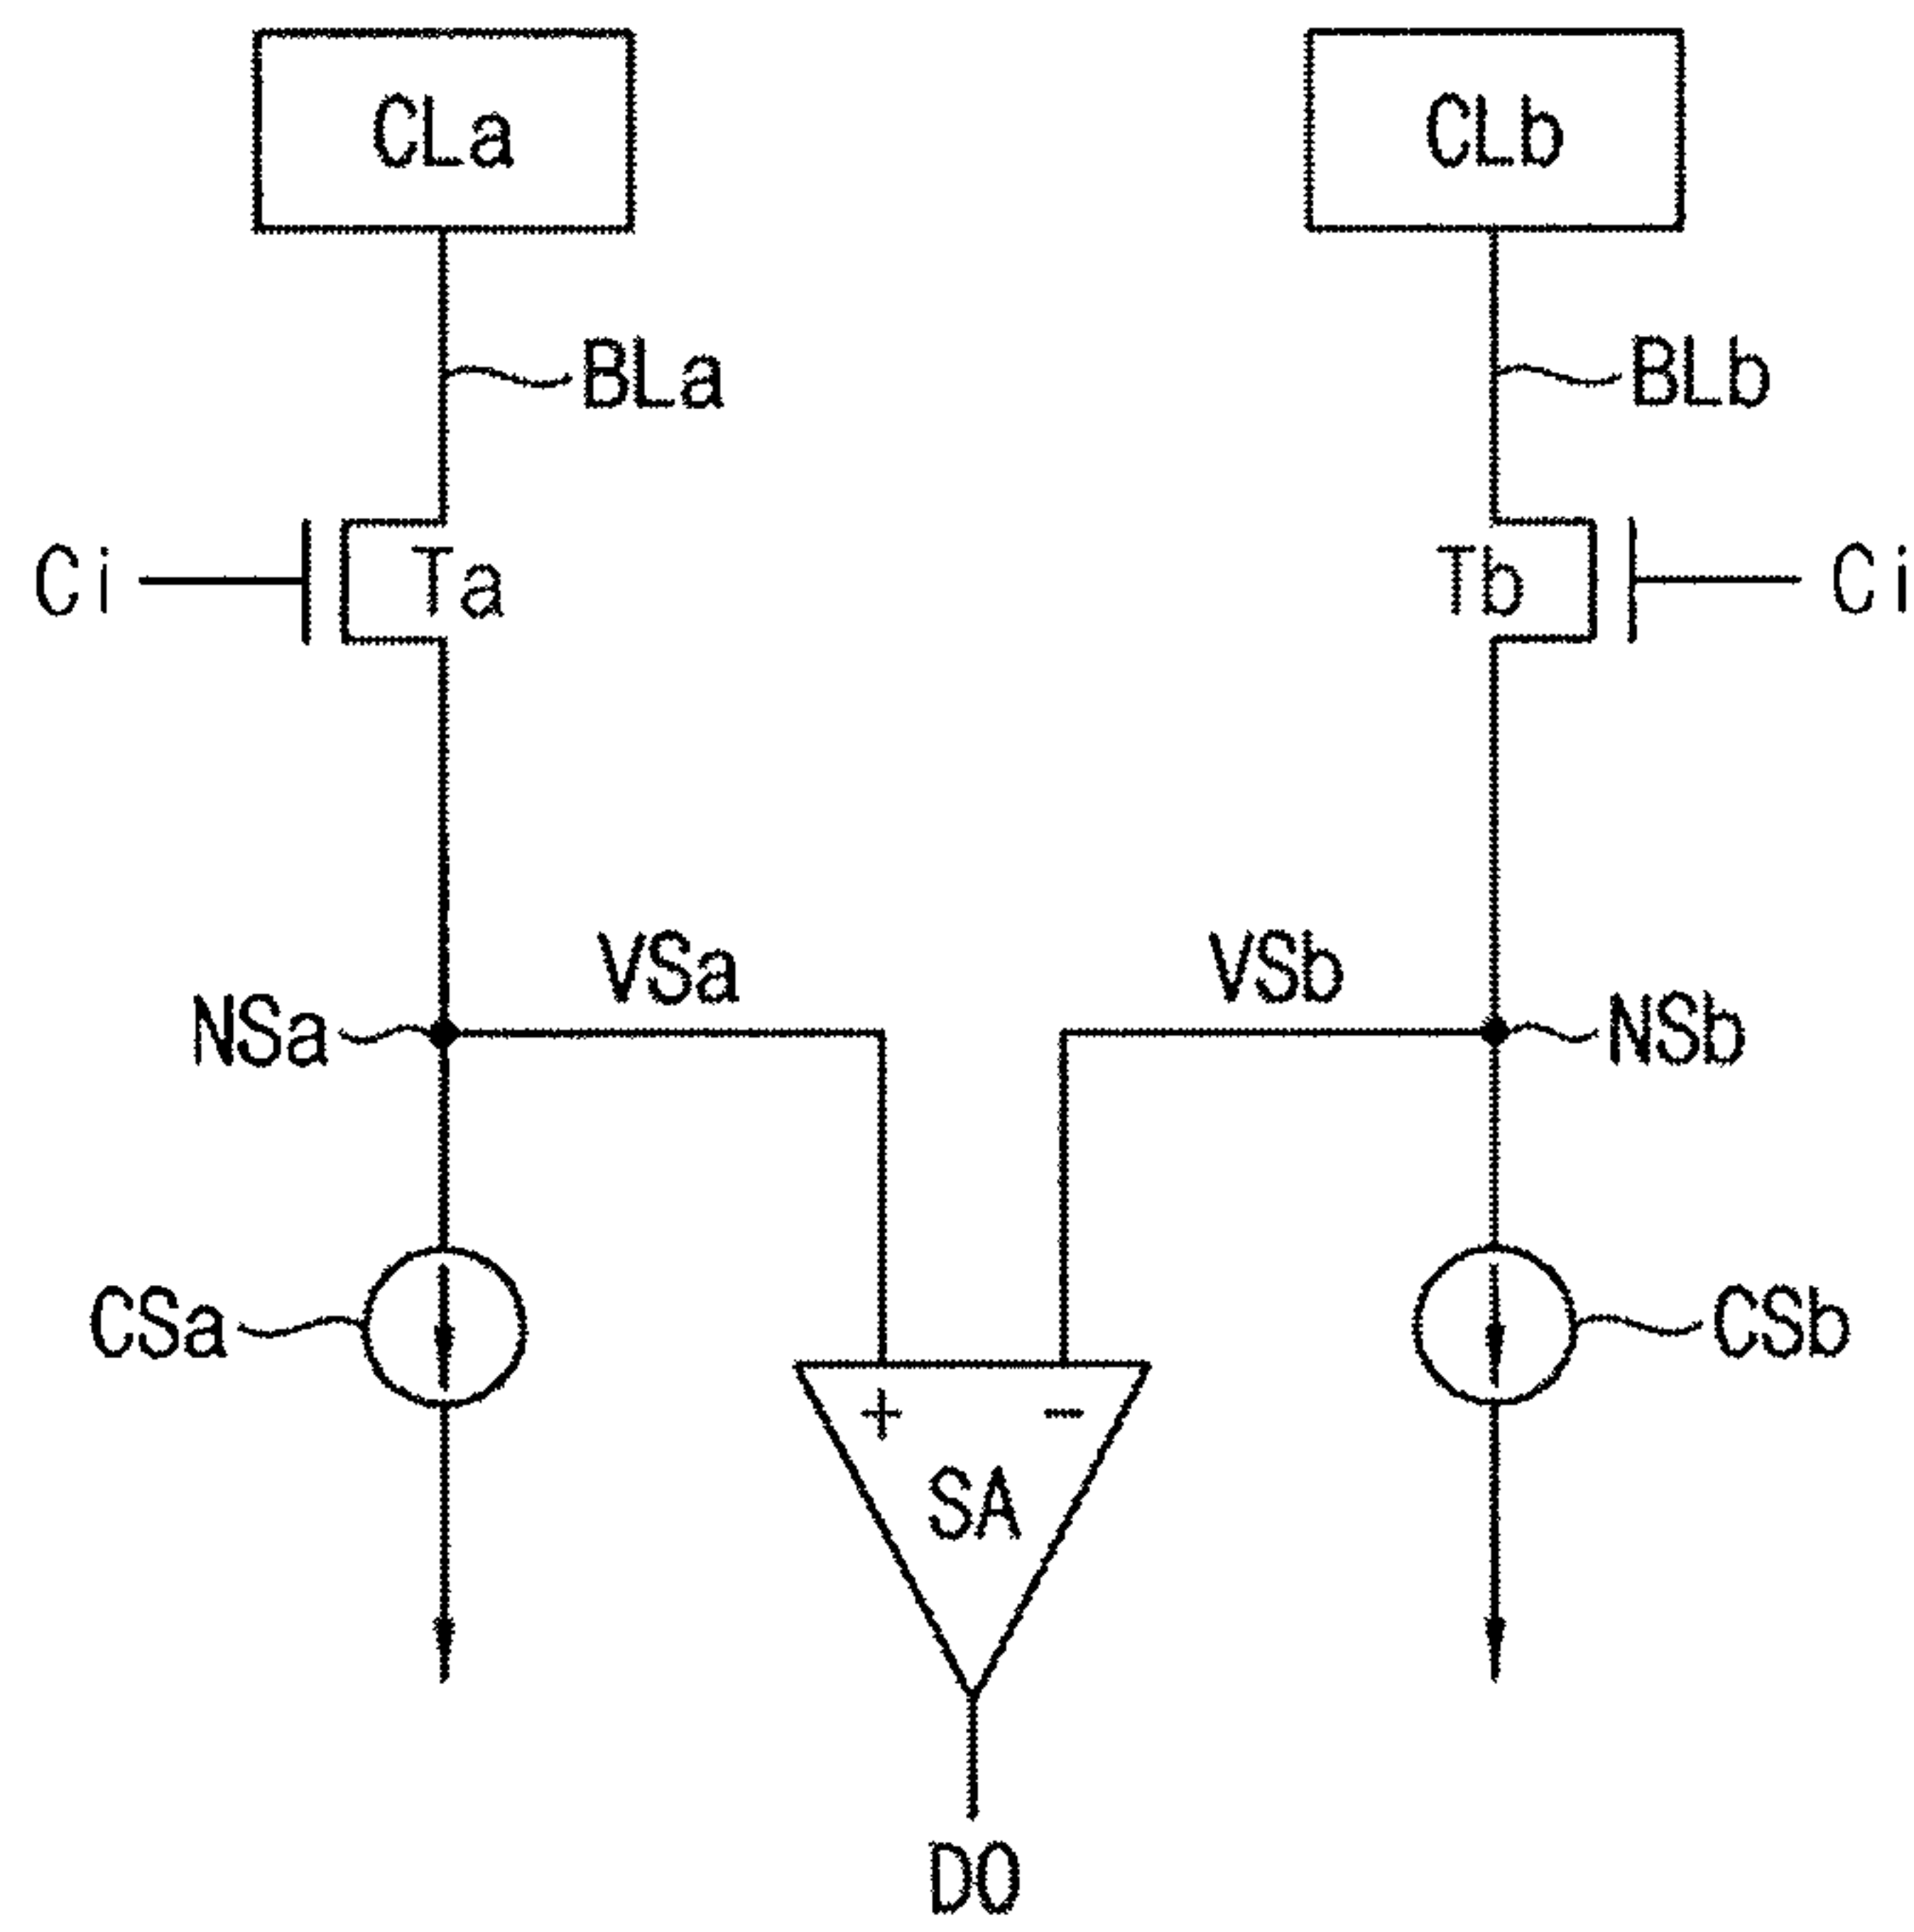 CLa
CLb
BLa
BLb
Ci
Ta
Tb
Ci
VSa
VSb
NSa
NSb
CSa
CSb
+
-
SA
DO